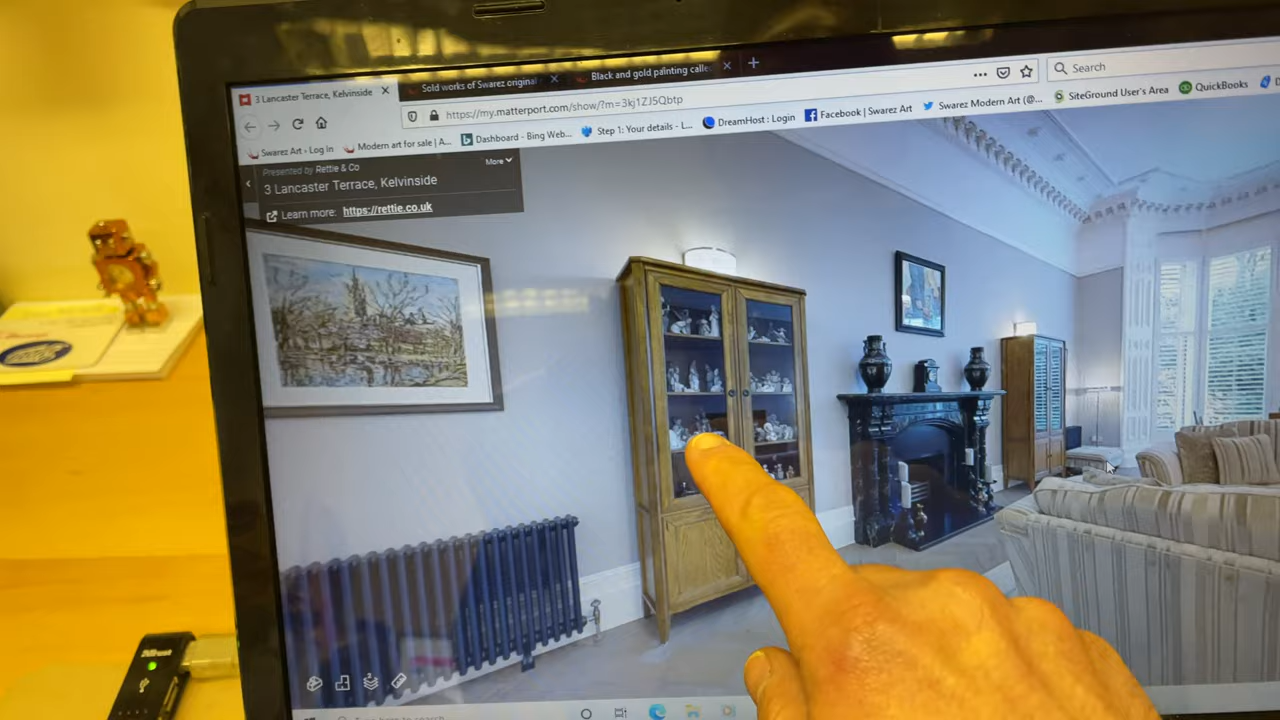 3 Lancaster Terrace, Kelvinside
Sold works of Swarez original
Black and gold painting calle
https://my.matterport.com/show/?m=3kj1ZJ5Qbtp
Search
Swarez Art › Log in
Modern art for sale | A...
Dashboard - Bing Web...
Step 1: Your details - L...
DreamHost : Login
Facebook | Swarez Art
Swarez Modern Art (@...
SiteGround User's Area
QuickBooks
Presented by Rettie & Co
More
3 Lancaster Terrace, Kelvinside
Learn more: https://rettie.co.uk
Trust